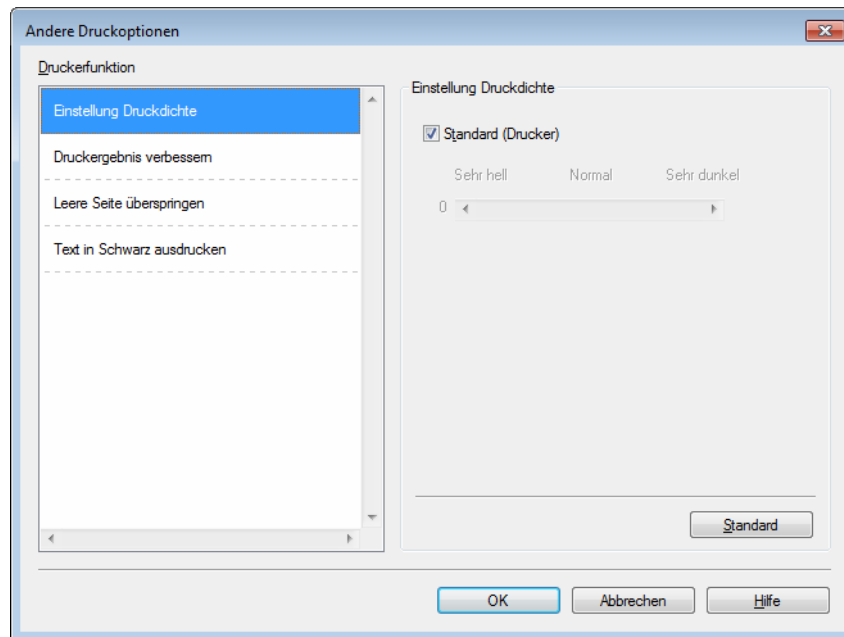 Andere Druckoptionen
Druckerfunktion
Einstellung Druckdichte
Druckergebnis verbessern
Leere Seite überspringen
Text in Schwarz ausdrucken
Einstellung Druckdichte
Standard (Drucker)
Sehr hell Normal Sehr dunkel
0
Standard
OK Abbrechen Hilfe